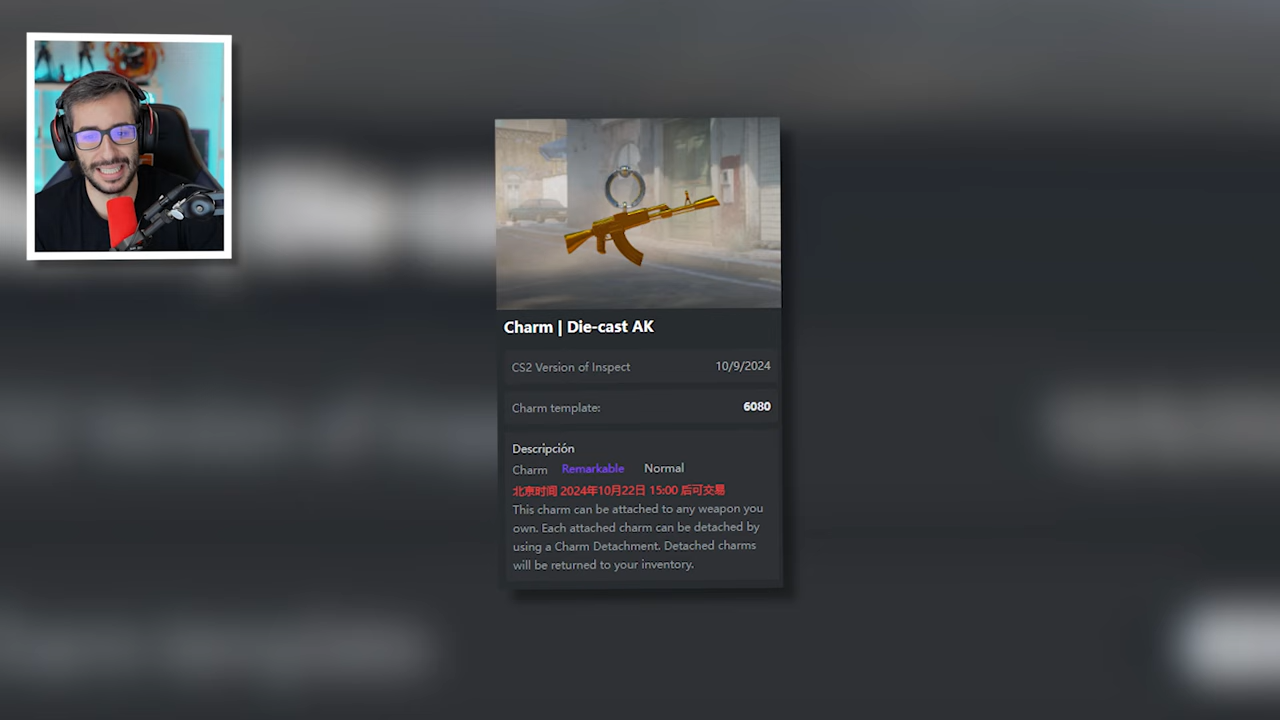 Charm | Die-cast AK
CS2 Version of Inspect 10/9/2024
Charm template: 6080
Descripción
Charm Remarkable Normal
北京时间 2024年10月22日 15:00 后可交易
This charm can be attached to any weapon you
own. Each attached charm can be detached by
using a Charm Detachment. Detached charms
will be returned to your inventory.